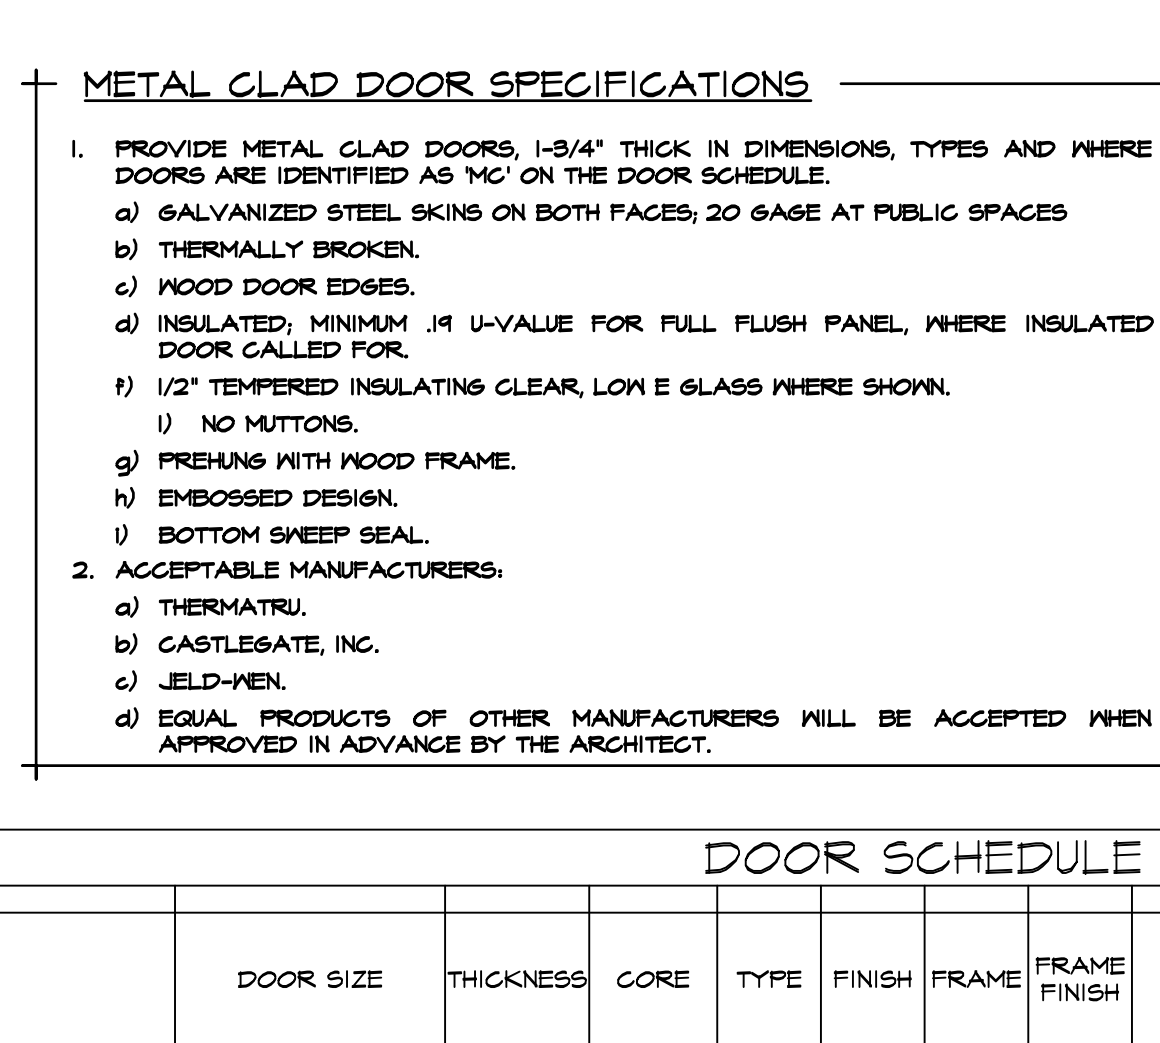 METAL CLAD DOOR SPECIFICATIONS
1. PROVIDE METAL CLAD DOORS, 1-3/4" THICK IN DIMENSIONS, TYPES AND WHERE
DOORS ARE IDENTIFIED AS 'MC' ON THE DOOR SCHEDULE.
a) GALVANIZED STEEL SKINS ON BOTH FACES; 20 GAGE AT PUBLIC SPACES
b) THERMALLY BROKEN.
c) WOOD DOOR EDGES.
d) INSULATED; MINIMUM .19 U-VALUE FOR FULL FLUSH PANEL, WHERE INSULATED
DOOR CALLED FOR.
f) 1/2" TEMPERED INSULATING CLEAR, LOW E GLASS WHERE SHOWN.
1) NO MUTTONS.
g) PREHUNG WITH WOOD FRAME.
h) EMBOSSED DESIGN.
i) BOTTOM SWEEP SEAL.
2. ACCEPTABLE MANUFACTURERS:
a) THERMATRU.
b) CASTLEGATE, INC.
c) JELD-WEN.
d) EQUAL PRODUCTS OF OTHER MANUFACTURERS WILL BE ACCEPTED WHEN
APPROVED IN ADVANCE BY THE ARCHITECT.
DOOR SCHEDULE
DOOR SIZE THICKNESS CORE TYPE FINISH FRAME FRAME
FINISH